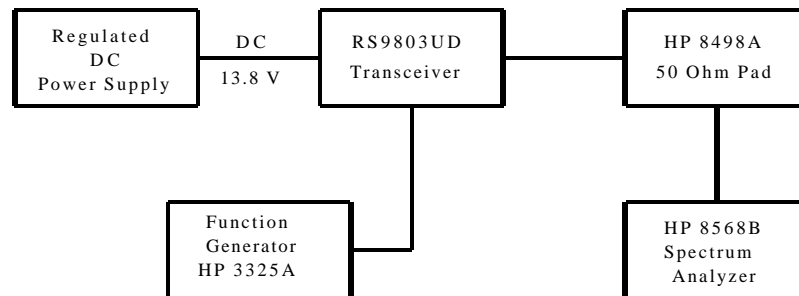 Regulated
DC
Power Supply
DC
13.8 V
RS9803UD
Transceiver
HP 8498A
50 Ohm Pad
Function
Generator
HP 3325A
HP 8568B
Spectrum
Analyzer